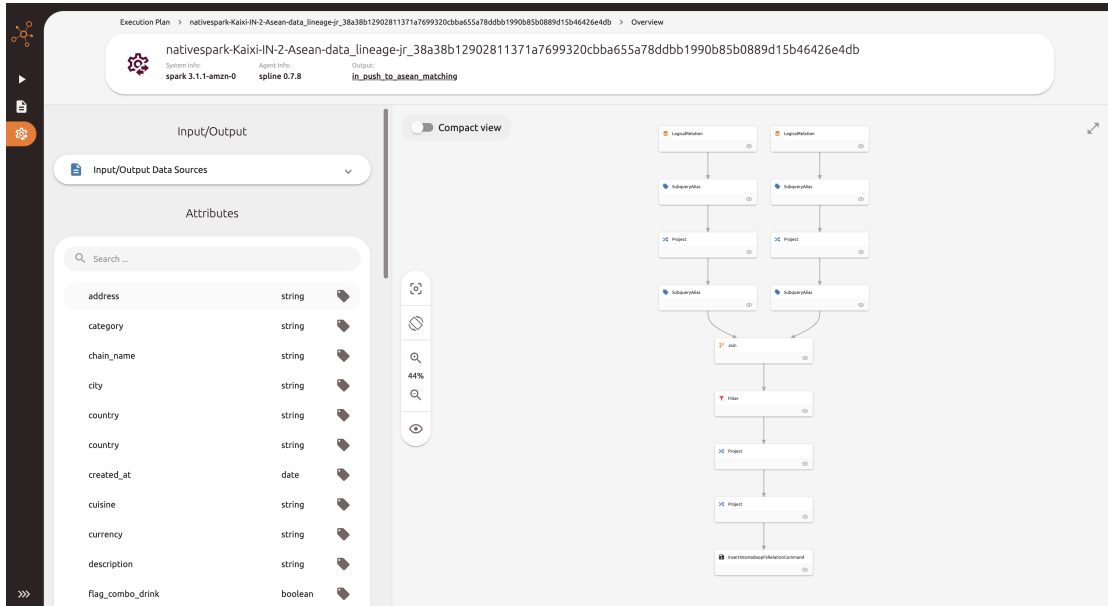 Execution Plan > nativespark-Kaixi-IN-2-Asean-data_lineage-jr_38a38b12902811371a7699320cbba655a78ddbb1990b85b0889d15b46426e4db > Overview
nativespark-Kaixi-IN-2-Asean-data_lineage-jr_38a38b12902811371a7699320cbba655a78ddbb1990b85b0889d15b46426e4db
System Info: Agent Info: Output:
spark 3.1.1-amzn-0 spline 0.7.8 in_push_to_asean_matching
Input/Output
Input/Output Data Sources
Attributes
Search ...
address string
category string
chain_name string
city string
country string
country string
created_at date
cuisine string
currency string
description string
flag_combo_drink boolean
Compact view
44%
LogicalRelation LogicalRelation
SubqueryAlias SubqueryAlias
Project Project
SubqueryAlias SubqueryAlias
Join
Filter
Project
Project
InsertIntoHadoopFsRelationCommand